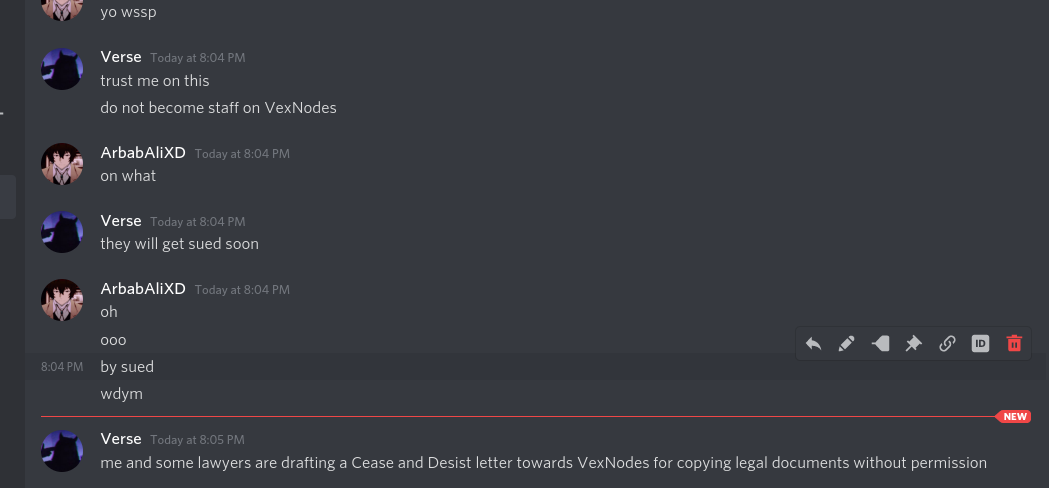 yo wssp
Verse Today at 8:04 PM
trust me on this
do not become staff on VexNodes
ArbabAliXD Today at 8:04 PM
on what
Verse Today at 8:04 PM
they will get sued soon
ArbabAliXD Today at 8:04 PM
oh
ooo
ID
8:04 PM by sued
wdym
NEW
Verse Today at 8:05 PM
me and some lawyers are drafting a Cease and Desist letter towards VexNodes for copying legal documents without permission